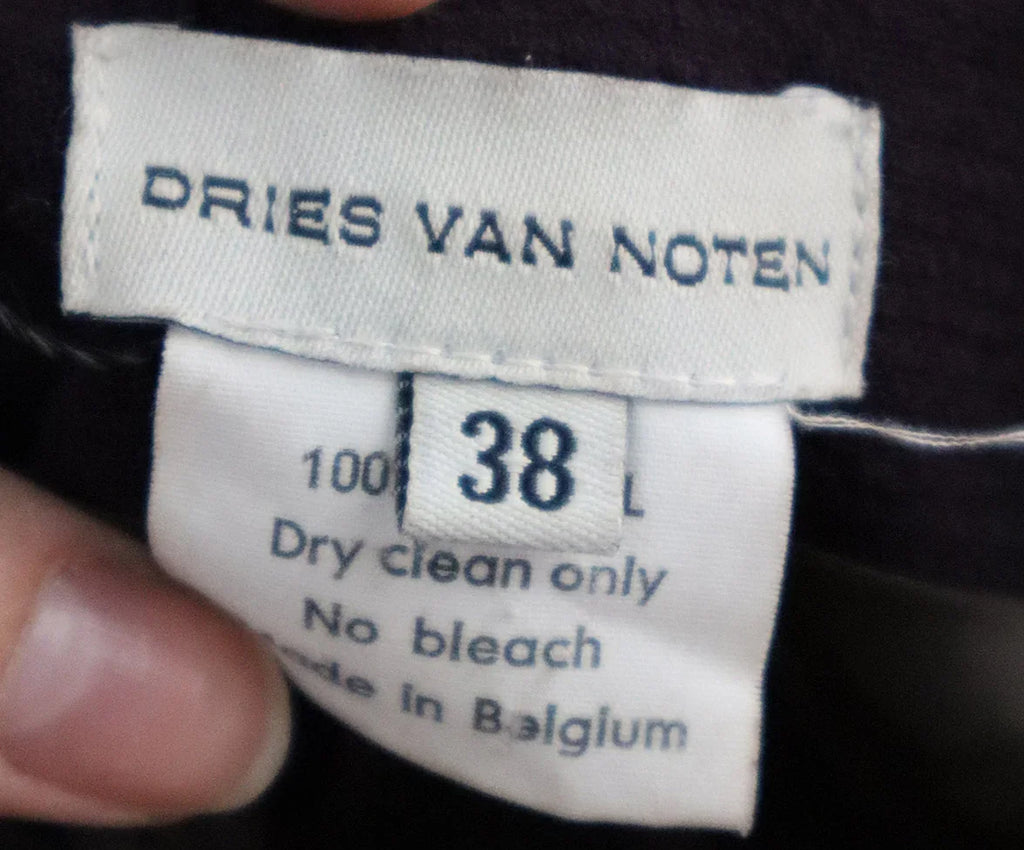 DRIES VAN NOTEN
38
100
Dry clean only
No bleach
in Belgium